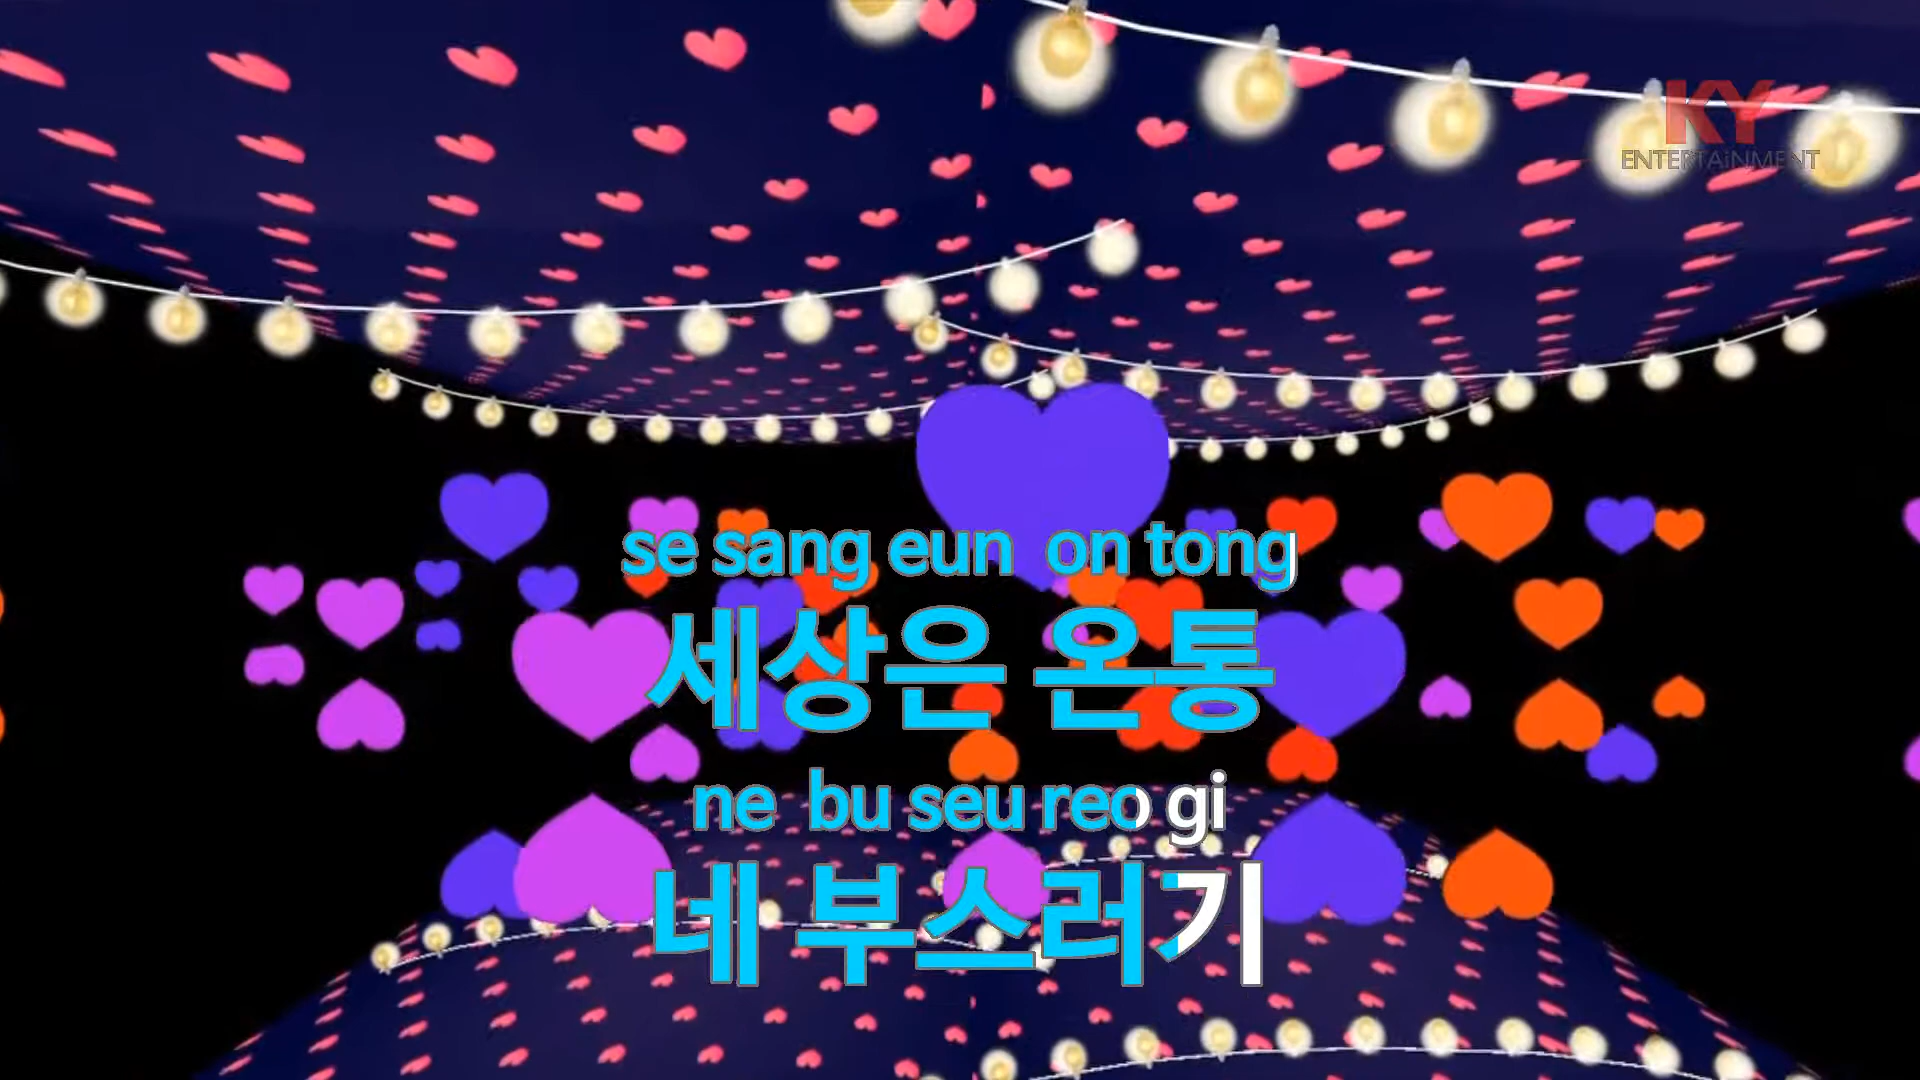 KY
ENTERTAiNMENT
se sang eun on tong
세상은 온통
ne bu seu reo gi
네 부스러기